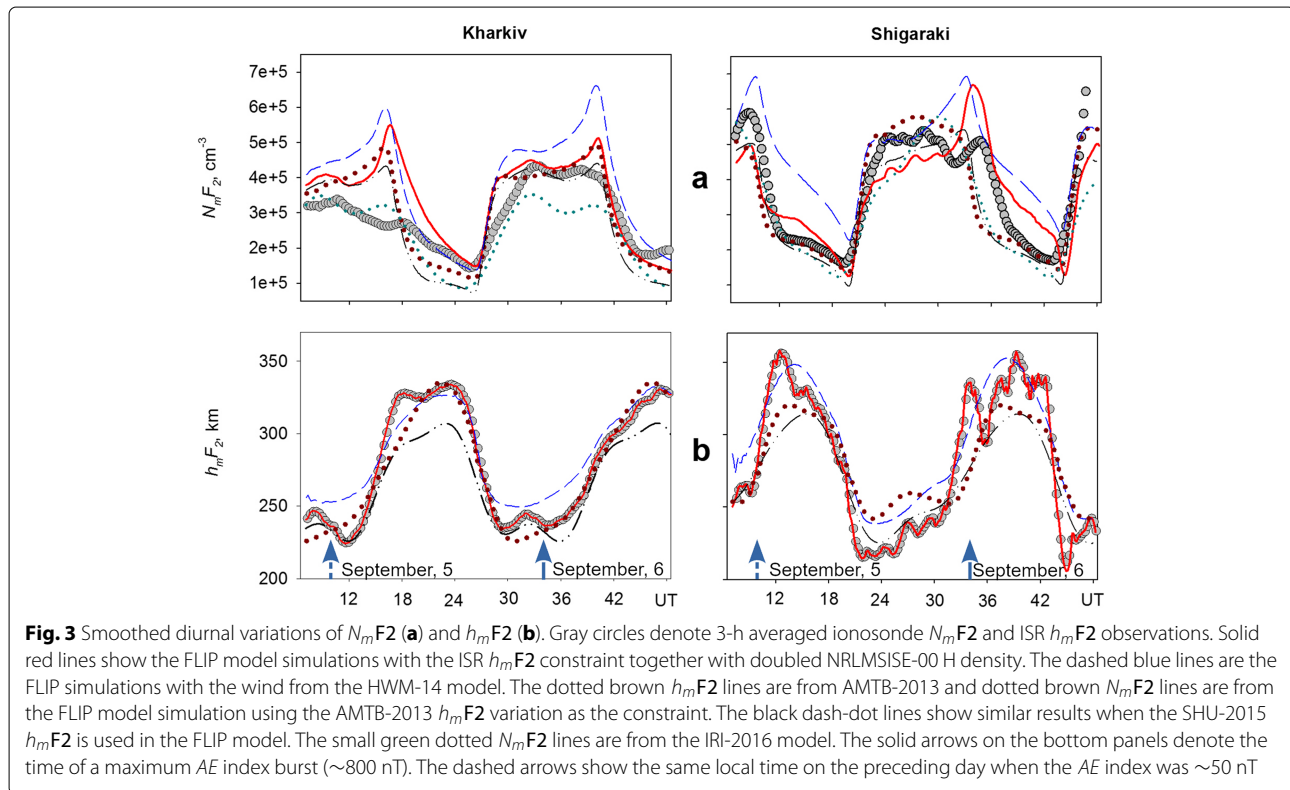 Kharkiv
Shigaraki
7e+5
6e+5
5e+5
4e+5
3e+5
2e+5
1e+5
NmF2, cm-3
a
12 24 36 48
350
300
250
200
hmF2, km
b
September, 5
September, 6
September, 5
September, 6
12 18 24 30 36 42 UT
12 18 24 30 36 42 UT
Fig. 3 Smoothed diurnal variations of NmF2 (a) and hmF2 (b). Gray circles denote 3-h averaged ionosonde NmF2 and ISR hmF2 observations. Solid
red lines show the FLIP model simulations with the ISR hmF2 constraint together with doubled NRLMSISE-00 H density. The dashed blue lines are the
FLIP simulations with the wind from the HWM-14 model. The dotted brown hmF2 lines are from AMTB-2013 and dotted brown NmF2 lines are from
the FLIP model simulation using the AMTB-2013 hmF2 variation as the constraint. The black dash-dot lines show similar results when the SHU-2015
hmF2 is used in the FLIP model. The small green dotted NmF2 lines are from the IRI-2016 model. The solid arrows on the bottom panels denote the
time of a maximum AE index burst (∼800 nT). The dashed arrows show the same local time on the preceding day when the AE index was ∼50 nT